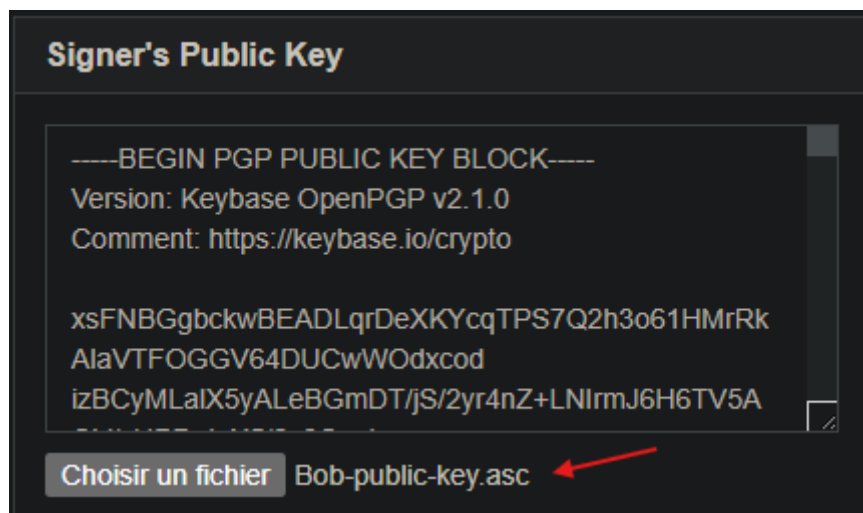 Signer's Public Key
-----BEGIN PGP PUBLIC KEY BLOCK-----
Version: Keybase OpenPGP v2.1.0
Comment: https://keybase.io/crypto
xsFNBGgbckwBEADLqrDeXKYcqTPS7Q2h3o61HMrRk
AlaVTFOGGV64DUCwWOdxcod
izBCyMLalX5yALeBGmDT/jS/2yr4nZ+LNIrmJ6H6TV5A
Choisir un fichier Bob-public-key.asc